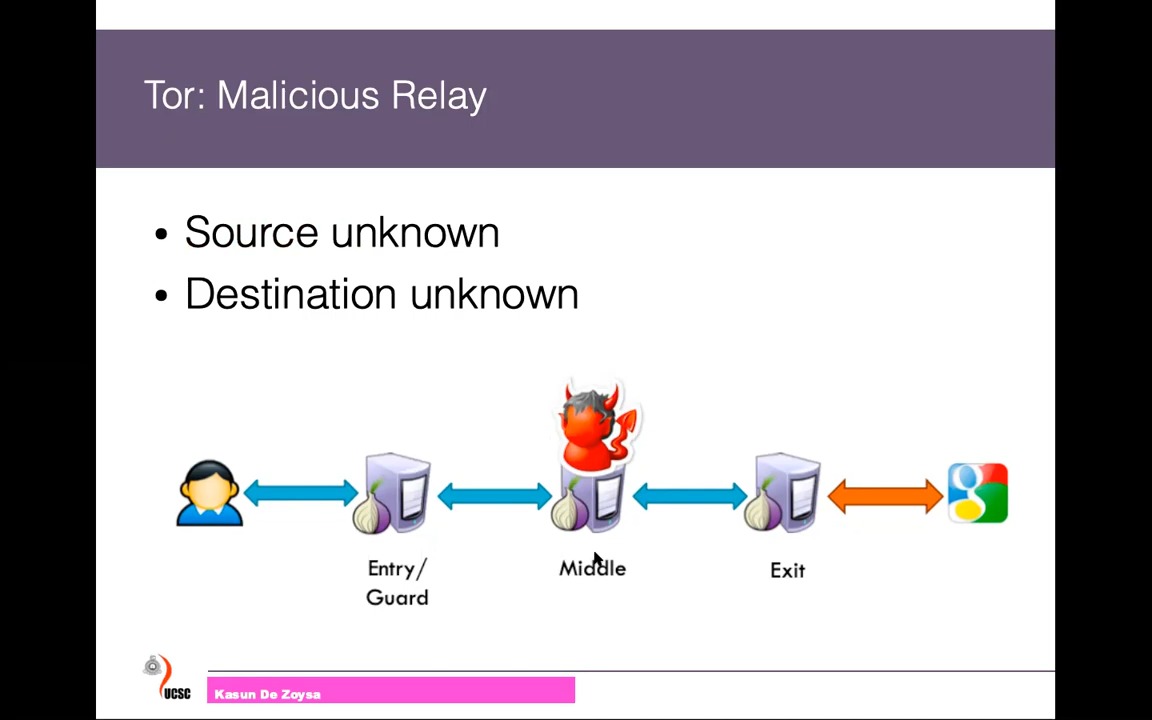 Tor: Malicious Relay
• Source unknown
• Destination unknown
Entry/
Guard
Middle
Exit
UCSC
Kasun De Zoysa